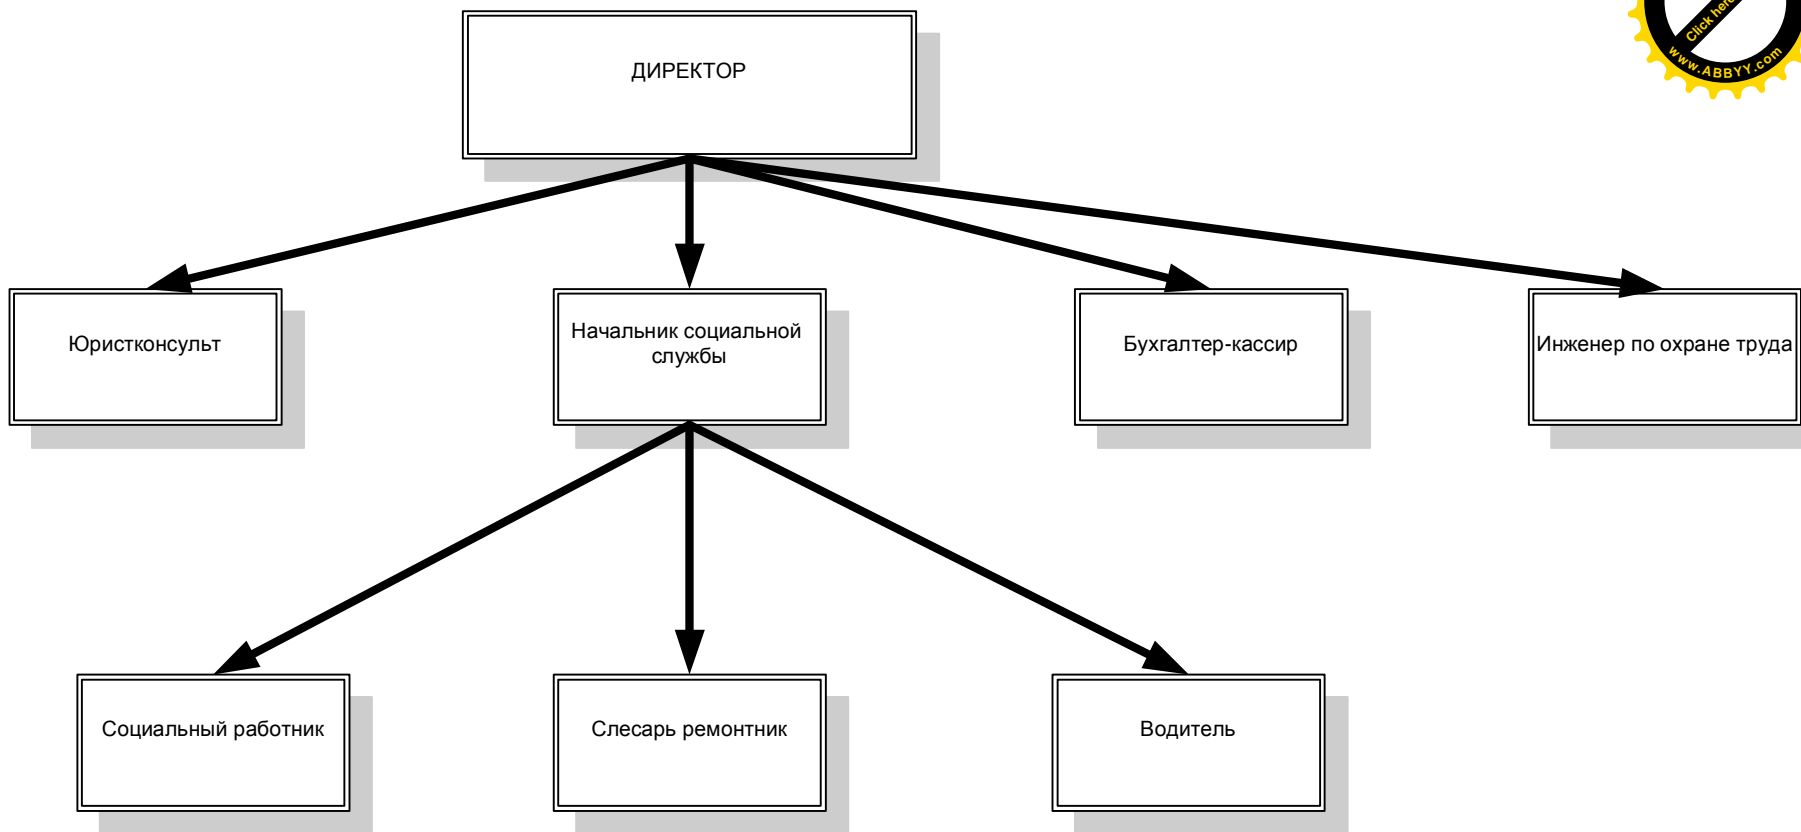 ДИРЕКТОР
Click here
www.ABBYY.com
Юристконсульт
Начальник социальной
службы
Бухгалтер-кассир
Инженер по охране труда
Социальный работник
Слесарь ремонтник
Водитель